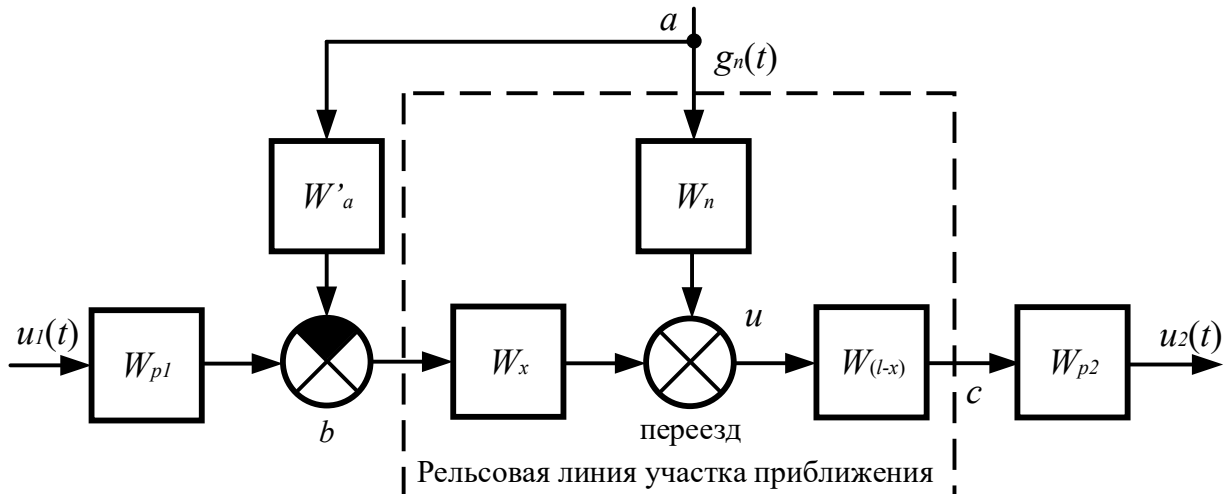 a
gn(t)
W'a
Wn
u1(t)
Wp1
b
Wx
u
переезд
W(l-x)
c
Wp2
u2(t)
Рельсовая линия участка приближения